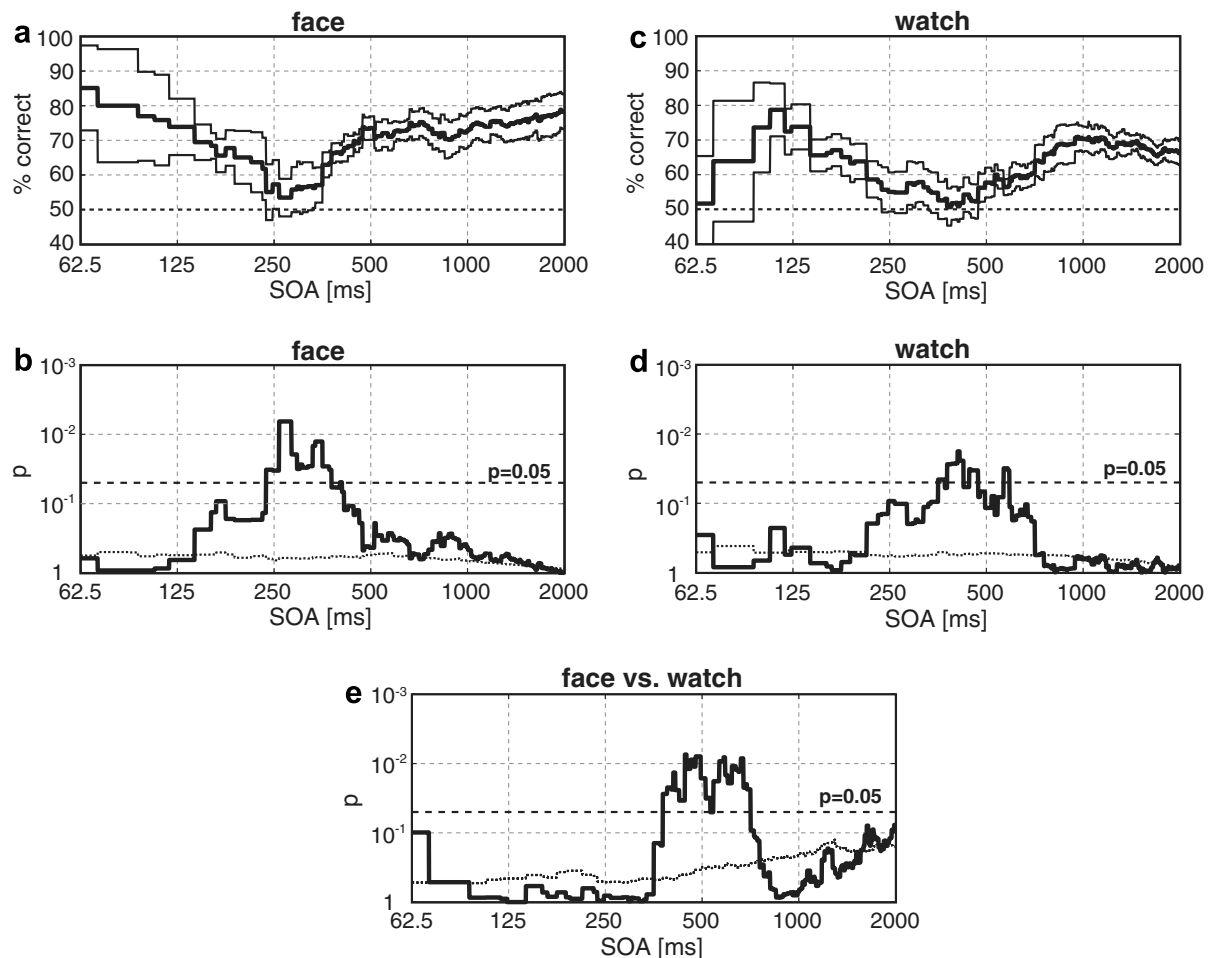 a
face
% correct
100
90
80
70
60
50
40
62.5 125 250 500 1000 2000
SOA [ms]
c
watch
% correct
100
90
80
70
60
50
40
62.5 125 250 500 1000 2000
SOA [ms]
b
face
p
10-3
10-2
p=0.05
10-1
1
62.5 125 250 500 1000 2000
SOA [ms]
d
watch
p
10-3
10-2
p=0.05
10-1
1
62.5 125 250 500 1000 2000
SOA [ms]
e
face vs. watch
p
10-3
10-2
p=0.05
10-1
1
62.5 125 250 500 1000 2000
SOA [ms]